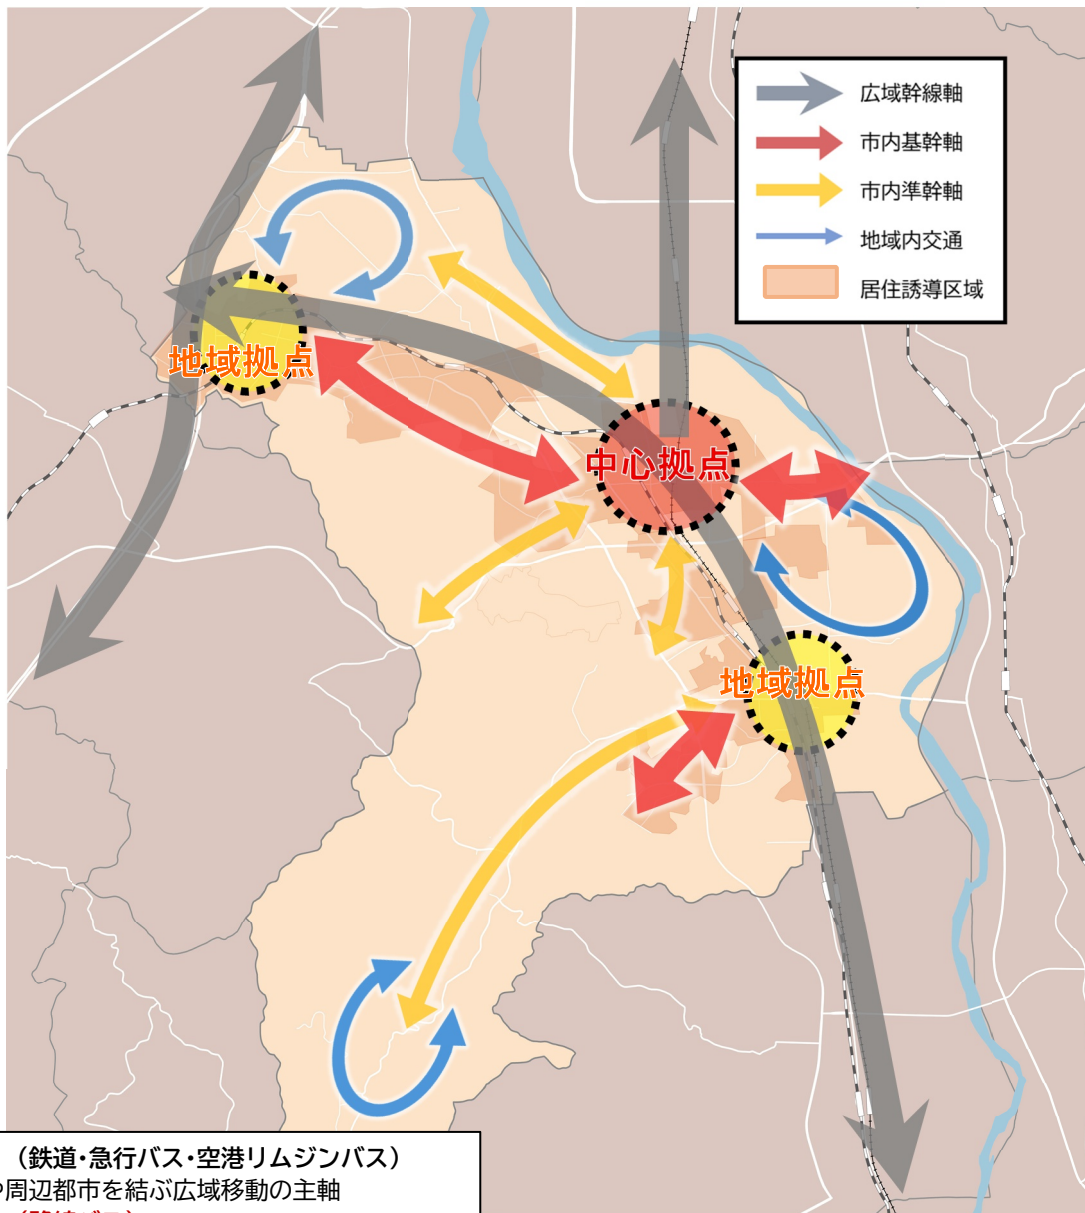 広域幹線軸
市内基幹軸
市内準幹軸
地域内交通
居住誘導区域
地域拠点
中心拠点
地域拠点
(鉄道・急行バス・空港リムジンバス)
周辺都市を結ぶ広域移動の主軸